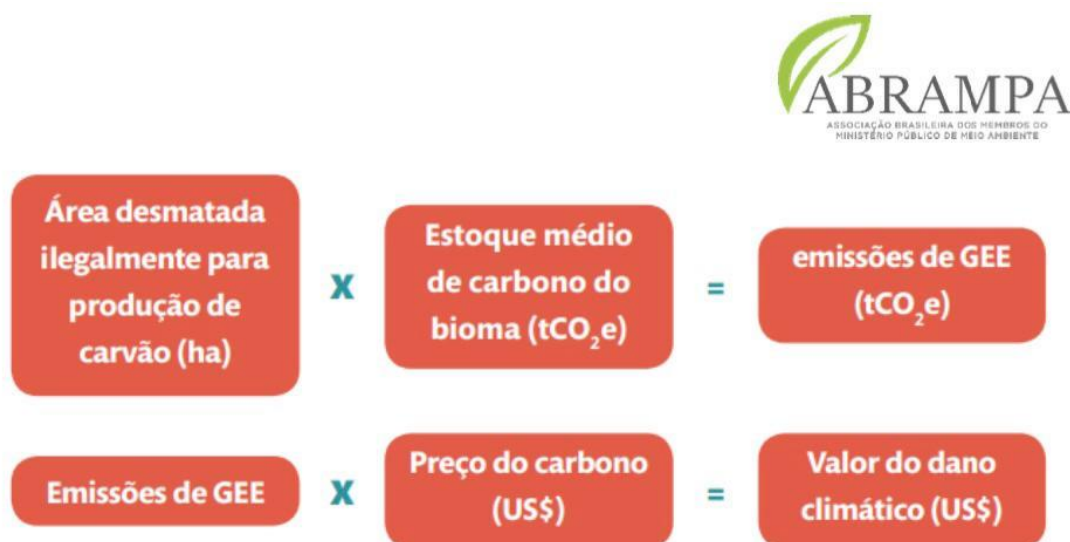 ABRAMPA
ASSOCIAÇÃO BRASILEIRA DOS MEMBROS DO
MINISTÉRIO PÚBLICO DE MEIO AMBIENTE
Área desmatada
ilegalmente para
produção de
carvão (ha)
X
Estoque médio
de carbono do
bioma (tCO₂e)
=
emissões de GEE
(tCO₂e)
Emissões de GEE
X
Preço do carbono
(US$)
=
Valor do dano
climático (US$)